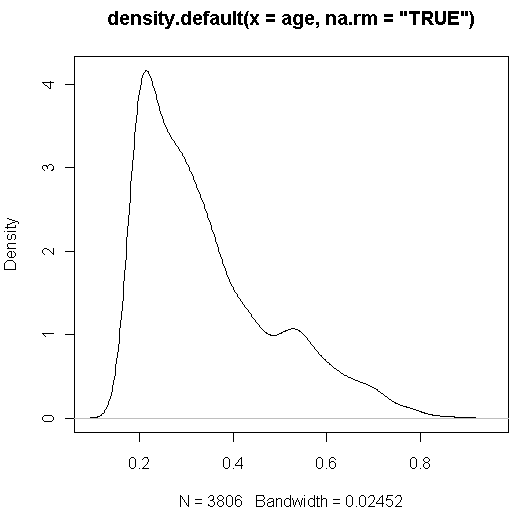 density.default(x = age, na.rm = "TRUE")
Density
4
3
2
1
0
0.2 0.4 0.6 0.8
N = 3806 Bandwidth = 0.02452